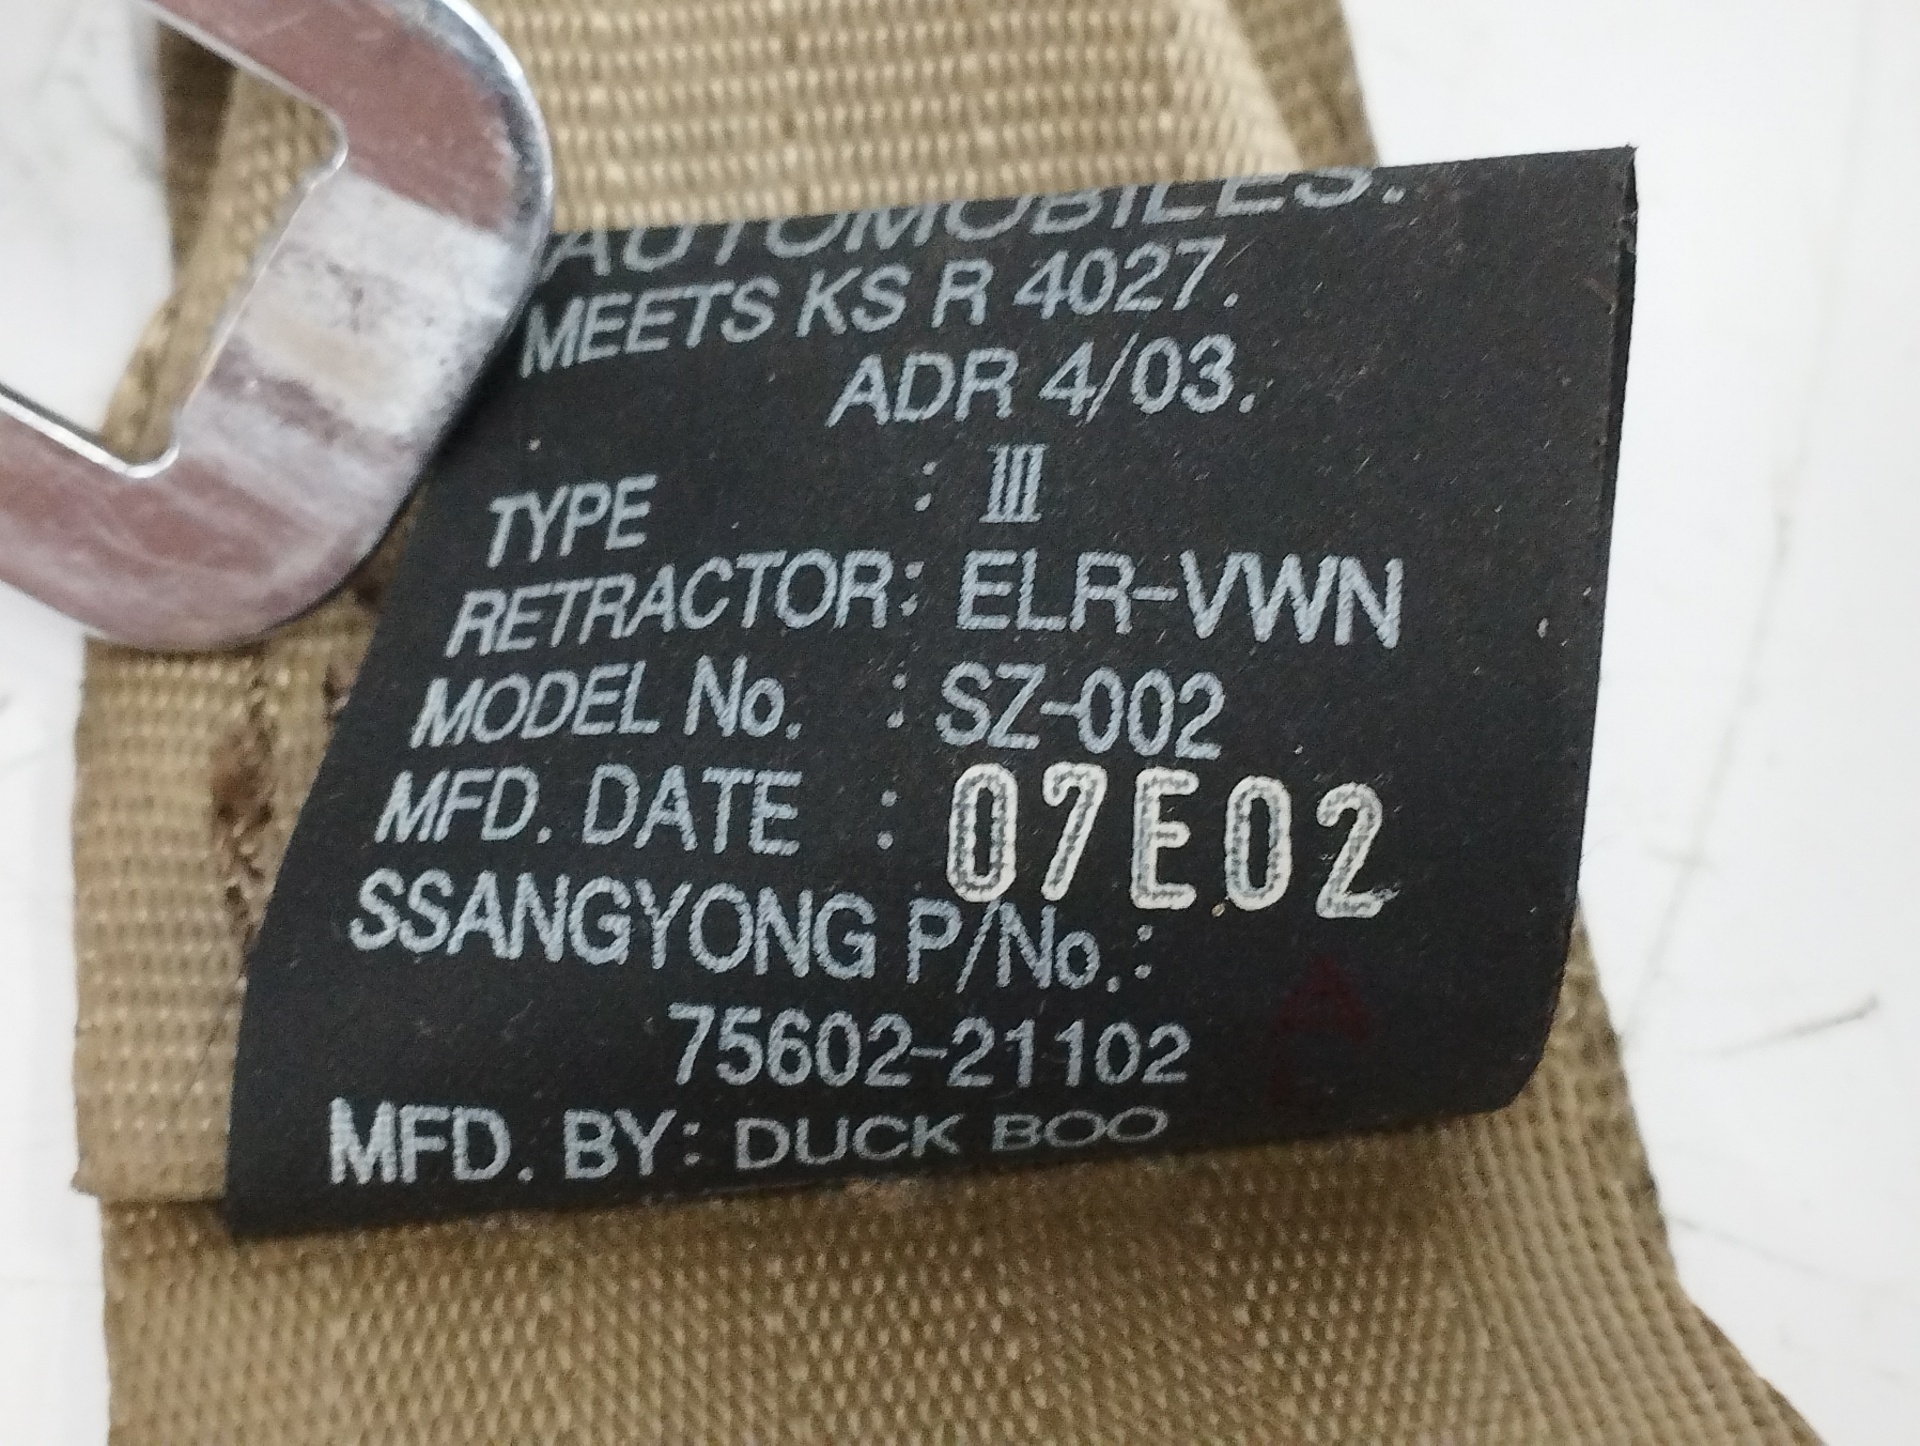 AUTOMOBILES.
MEETS KS R 4027.
ADR 4/03.
TYPE : III
RETRACTOR: ELR-VWN
MODEL No. : SZ-002
MFD. DATE : 07E02
SSANGYONG P/No.:
75602-21102
MFD. BY: DUCK BOO